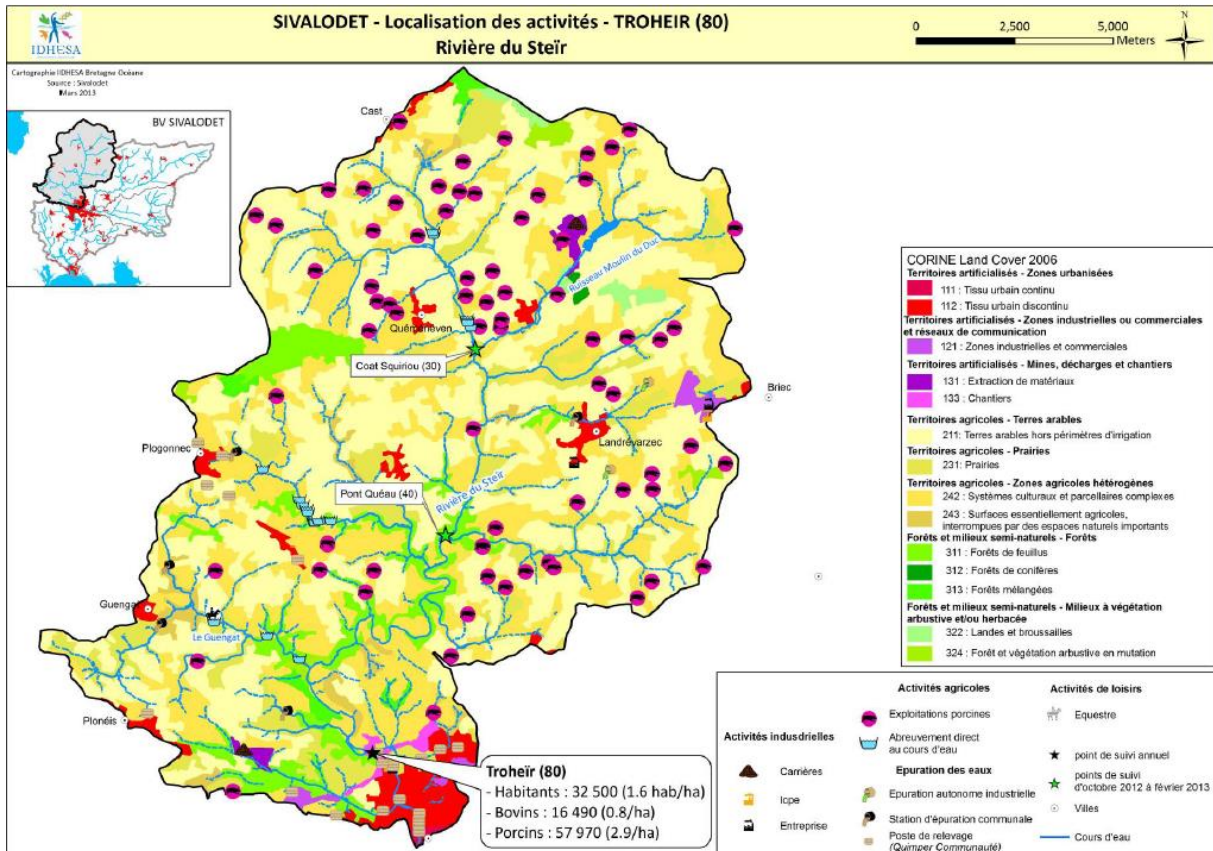 SIVALODET - Localisation des activités - TROHEIR (80)
Rivière du Steïr
0 2,500 5,000
Meters
N
IDHESA
Cartographie IDHESA Bretagne Océane
Source : Sivalodet
Mars 2013
BV SIVALODET
Cast
Ruisseau Moulin du Duc
Quéménéven
Coat Squiriou (30)
Briec
Landrévarzec
Plogonnec
Pont Quéau (40)
Rivière du Steïr
Guengat
Le Guengat
Plonéis
Troheïr (80)
- Habitants : 32 500 (1.6 hab/ha)
- Bovins : 16 490 (0.8/ha)
- Porcins : 57 970 (2.9/ha)
CORINE Land Cover 2006
Territoires artificialisés - Zones urbanisées
111 : Tissu urbain continu
112 : Tissu urbain discontinu
Territoires artificialisés - Zones industrielles ou commerciales
et réseaux de communication
121 : Zones industrielles et commerciales
Territoires artificialisés - Mines, décharges et chantiers
131 : Extraction de matériaux
133 : Chantiers
Territoires agricoles - Terres arables
211: Terres arables hors périmètres d'irrigation
Territoires agricoles - Prairies
231: Prairies
Territoires agricoles - Zones agricoles hétérogènes
242 : Systèmes culturaux et parcellaires complexes
243 : Surfaces essentiellement agricoles,
interrompues par des espaces naturels importants
Forêts et milieux semi-naturels - Forêts
311 : Forêts de feuillus
312 : Forêts de conifères
313 : Forêts mélangées
Forêts et milieux semi-naturels - Milieux à végétation
arbustive et/ou herbacée
322 : Landes et broussailles
324 : Forêt et végétation arbustive en mutation
Activités indusdrielles
Carrières
Icpe
Entreprise
Activités agricoles
Exploitations porcines
Abreuvement direct
au cours d'eau
Epuration des eaux
Epuration autonome industrielle
Station d'épuration communale
Poste de relevage
(Quimper Communauté)
Activités de loisirs
Equestre
point de suivi annuel
points de suivi
d'octobre 2012 à février 2013
Villes
Cours d'eau